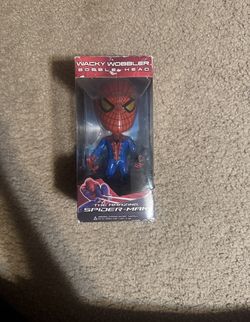 WACKY WOBBLER
BOBBLE-HEAD
THE AMAZING
SPIDER-MAN